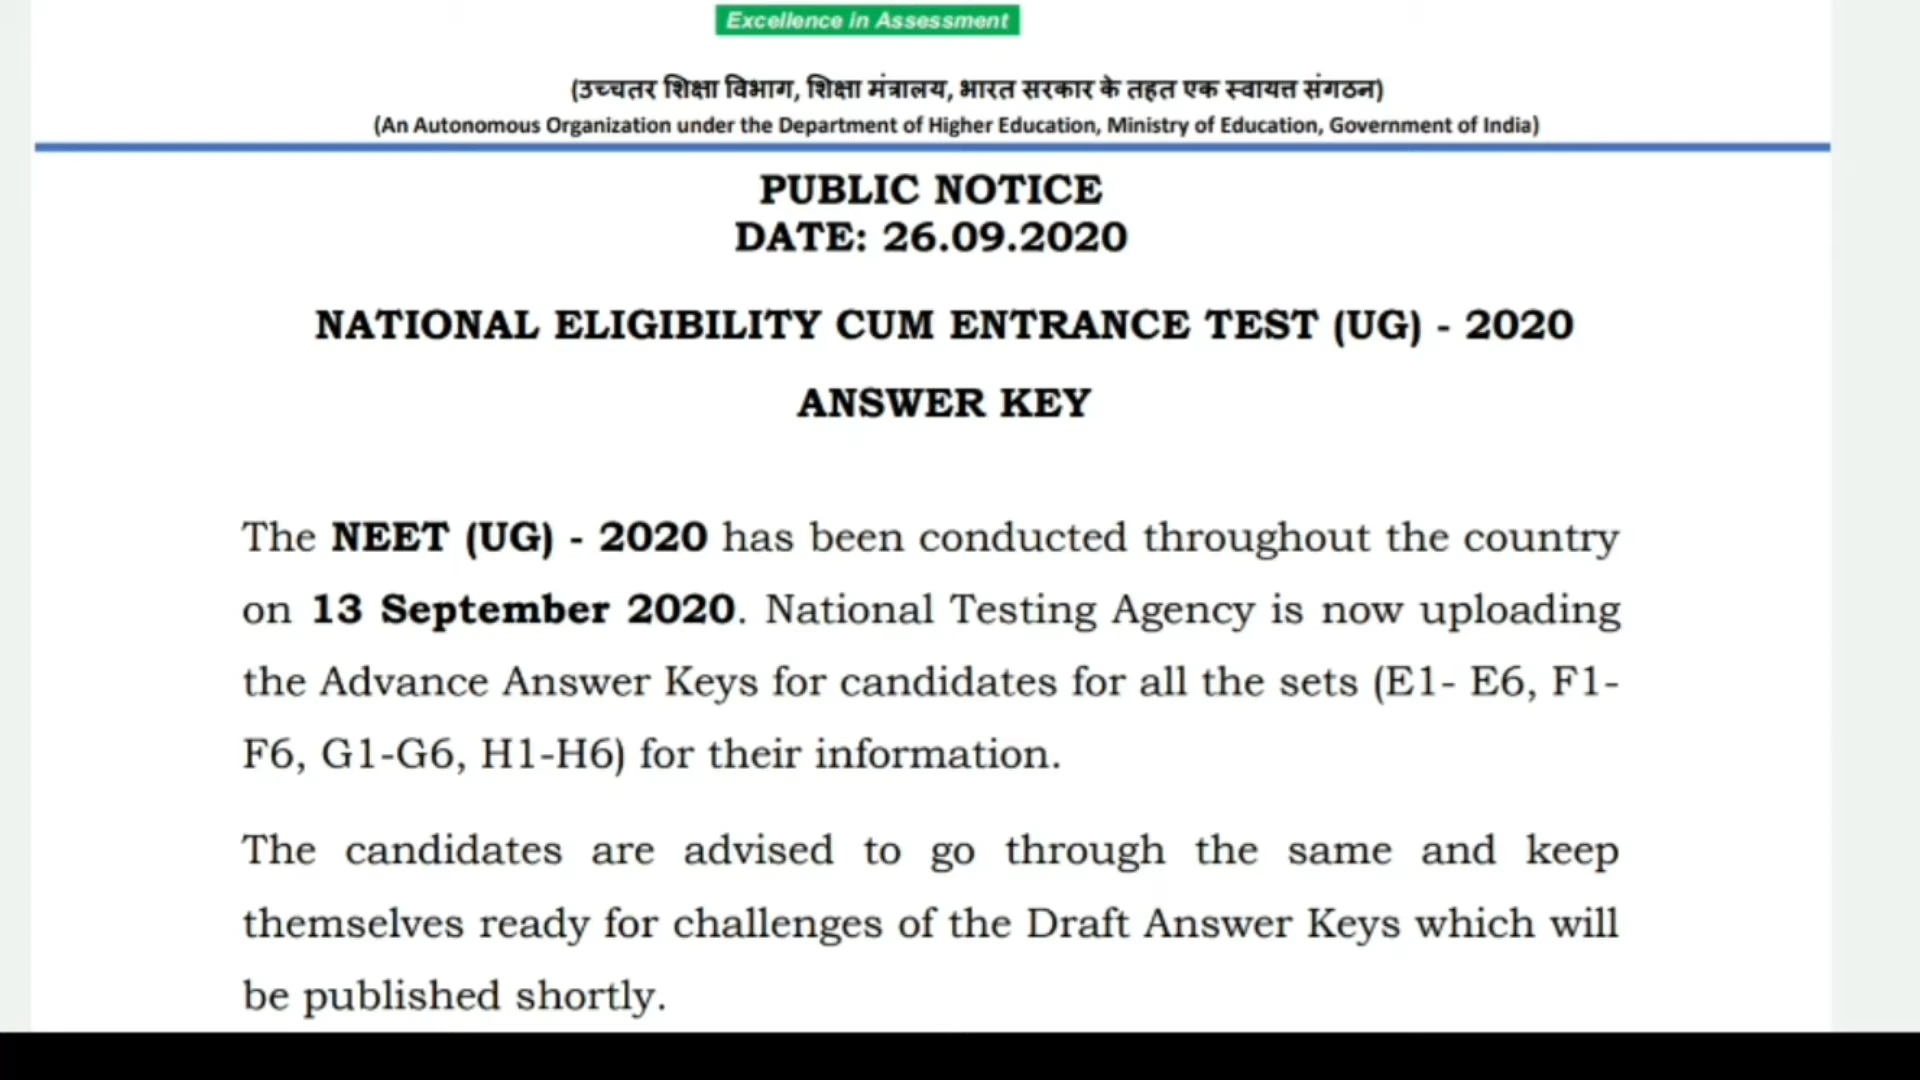 Excellence in Assessment
(उच्चतर शिक्षा विभाग, शिक्षा मंत्रालय, भारत सरकार के तहत एक स्वायत्त संगठन)
(An Autonomous Organization under the Department of Higher Education, Ministry of Education, Government of India)
PUBLIC NOTICE
DATE: 26.09.2020
NATIONAL ELIGIBILITY CUM ENTRANCE TEST (UG) - 2020
ANSWER KEY
The NEET (UG) - 2020 has been conducted throughout the country
on 13 September 2020. National Testing Agency is now uploading
the Advance Answer Keys for candidates for all the sets (E1- E6, F1-
F6, G1-G6, H1-H6) for their information.
The candidates are advised to go through the same and keep
themselves ready for challenges of the Draft Answer Keys which will
be published shortly.